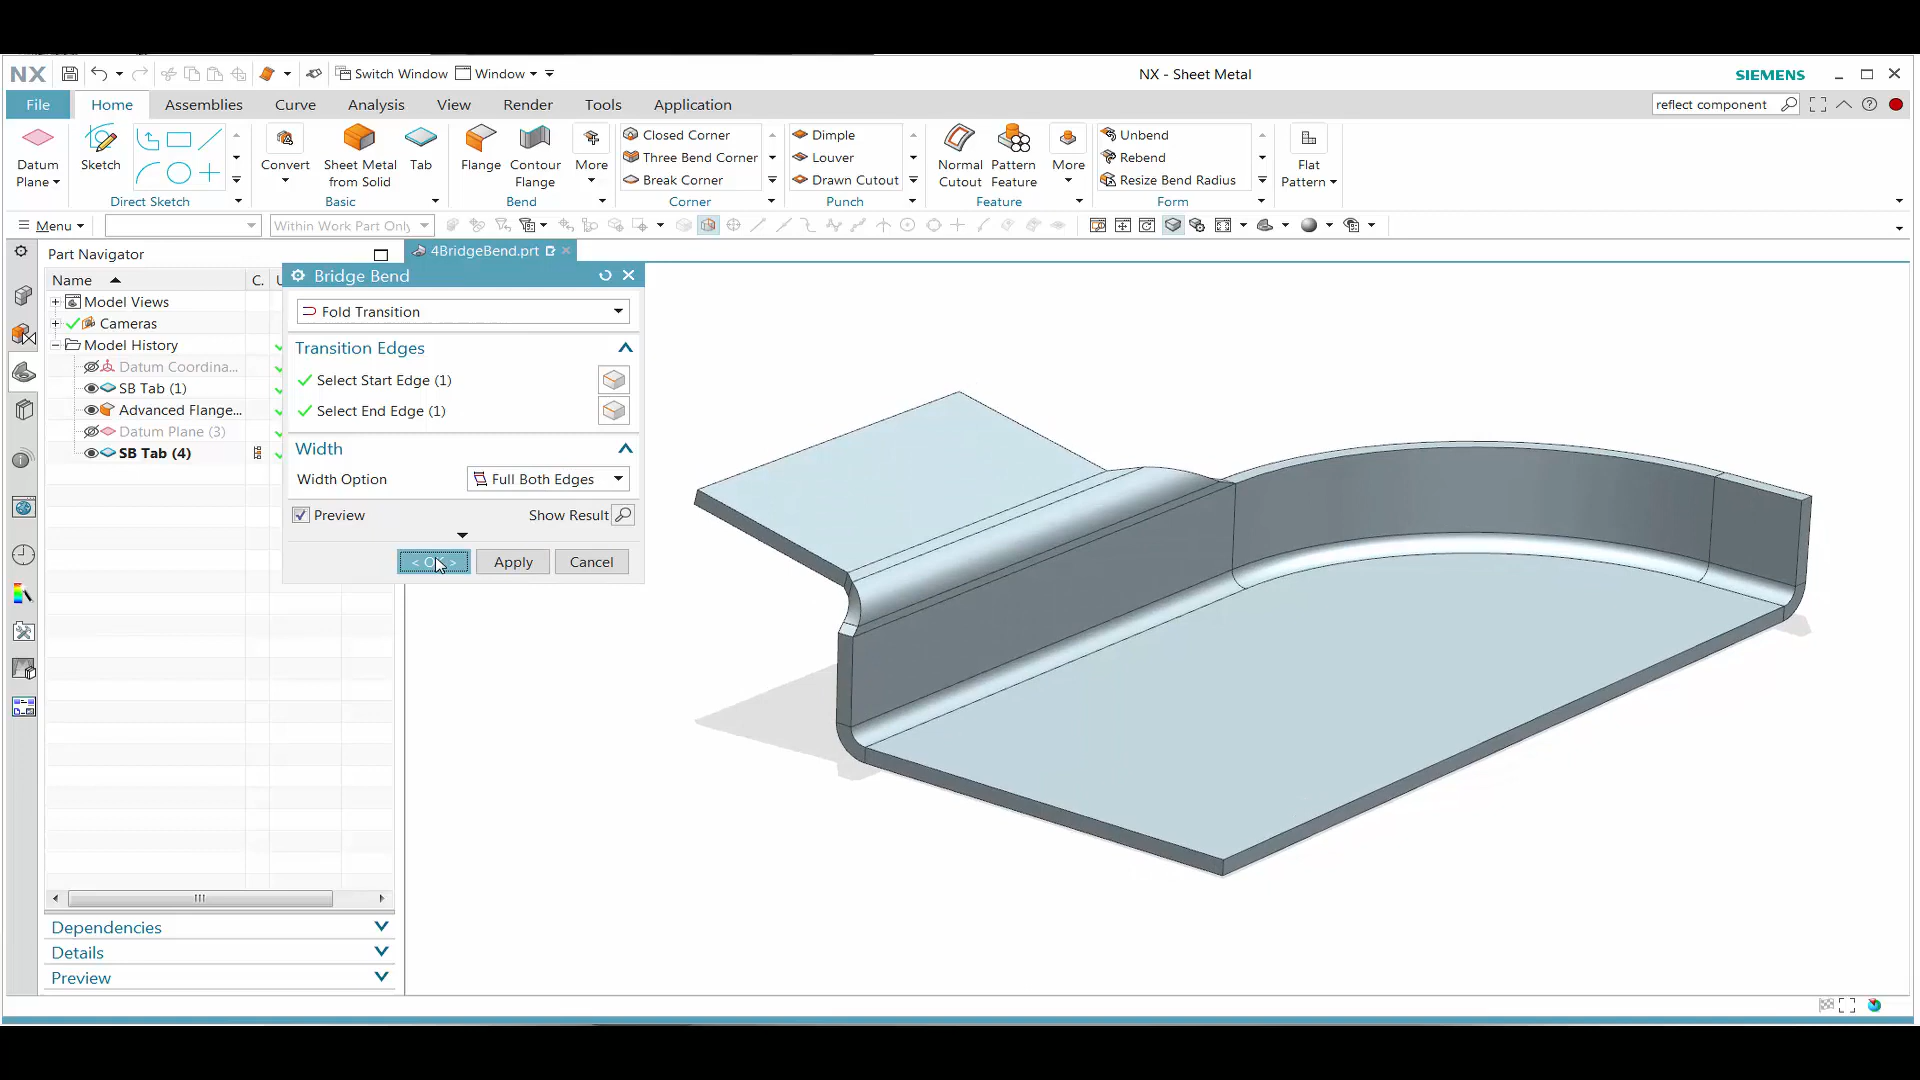 NX Switch Window Window NX - Sheet Metal SIEMENS
File Home Assemblies Curve Analysis View Render Tools Application reflect component
Datum Plane
Sketch
Direct Sketch
Convert
Sheet Metal from Solid
Tab
Basic
Flange
Contour Flange
More
Bend
Closed Corner
Three Bend Corner
Break Corner
Corner
Dimple
Louver
Drawn Cutout
Punch
Normal Cutout
Pattern Feature
More
Feature
Unbend
Rebend
Resize Bend Radius
Form
Flat Pattern
Menu Within Work Part Only
Part Navigator
4BridgeBend.prt
Name C.
Model Views
Cameras
Model History
Datum Coordina...
SB Tab (1)
Advanced Flange...
Datum Plane (3)
SB Tab (4)
Bridge Bend
Fold Transition
Transition Edges
Select Start Edge (1)
Select End Edge (1)
Width
Width Option Full Both Edges
Preview Show Result
< OK > Apply Cancel
Dependencies
Details
Preview